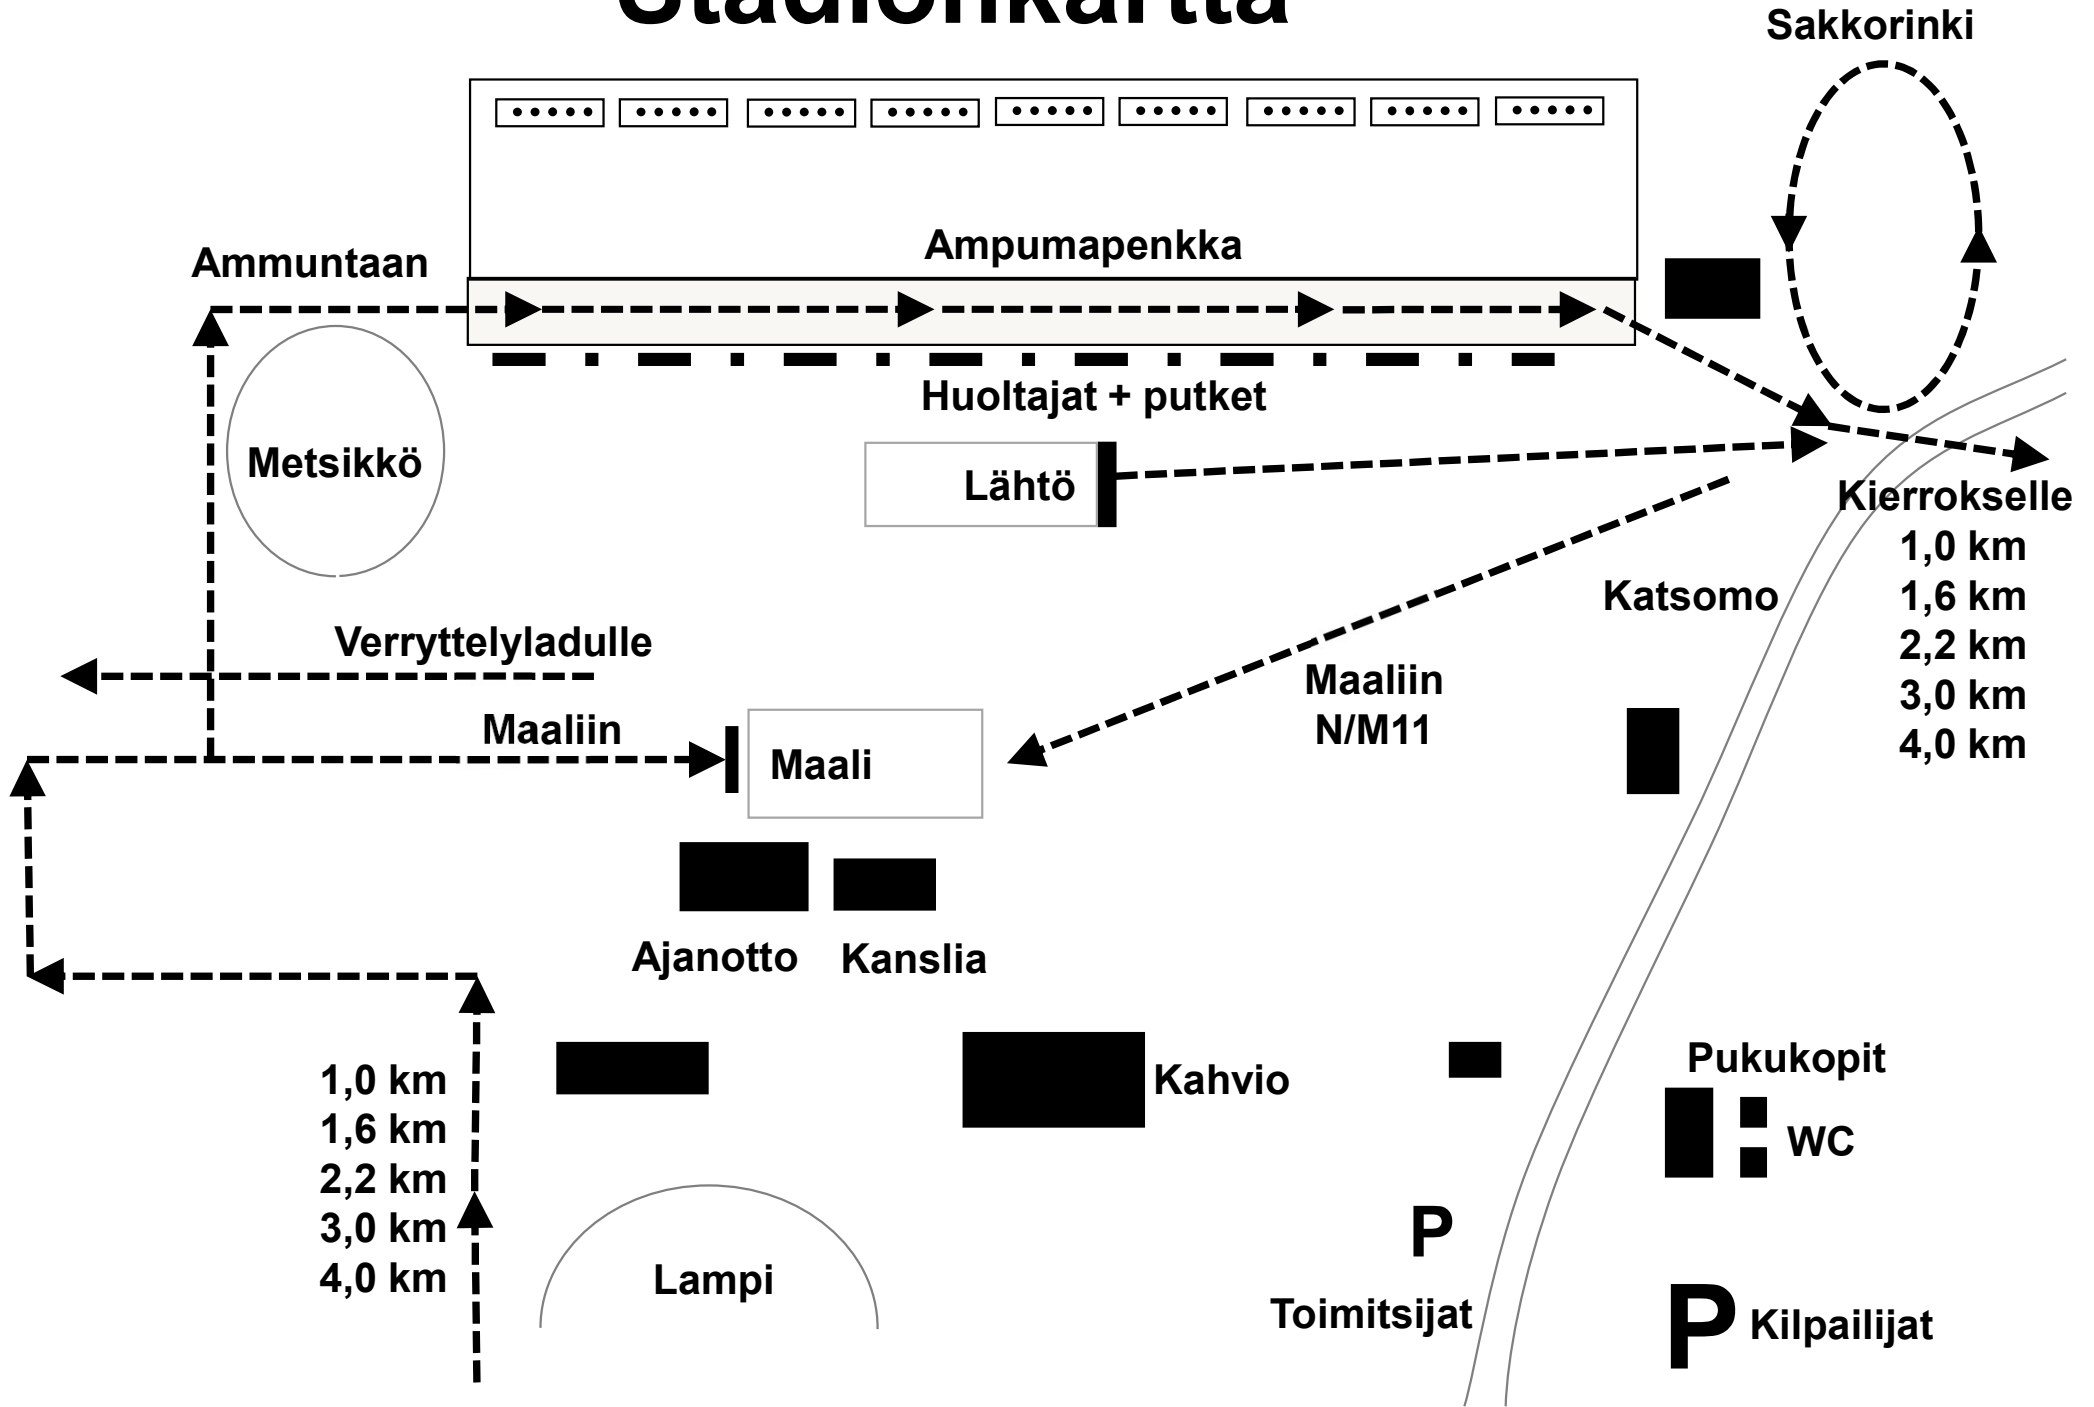 Stadionkartta
Sakkorinki
Ampumapenkka
Ammuntaan
Huoltajat + putket
Metsikkö
Lähtö
Kierrokselle
1,0 km
1,6 km
2,2 km
3,0 km
4,0 km
Katsomo
Verryttelyladulle
Maaliin
N/M11
Maaliin
Maali
Ajanotto
Kanslia
Pukukopit
Kahvio
1,0 km
1,6 km
2,2 km
3,0 km
4,0 km
WC
P
Lampi
Toimitsijat
P Kilpailijat